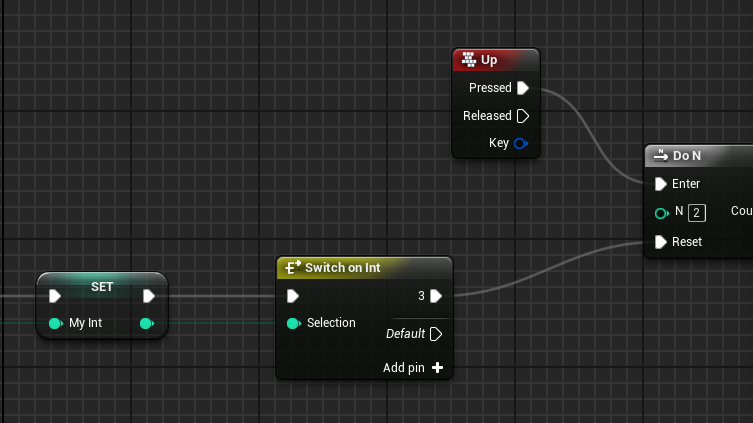 Up
Pressed
Released
Key
N
Do N
Enter
N 2
Cou
Reset
SET
My Int
Switch on Int
3
Selection
Default
Add pin